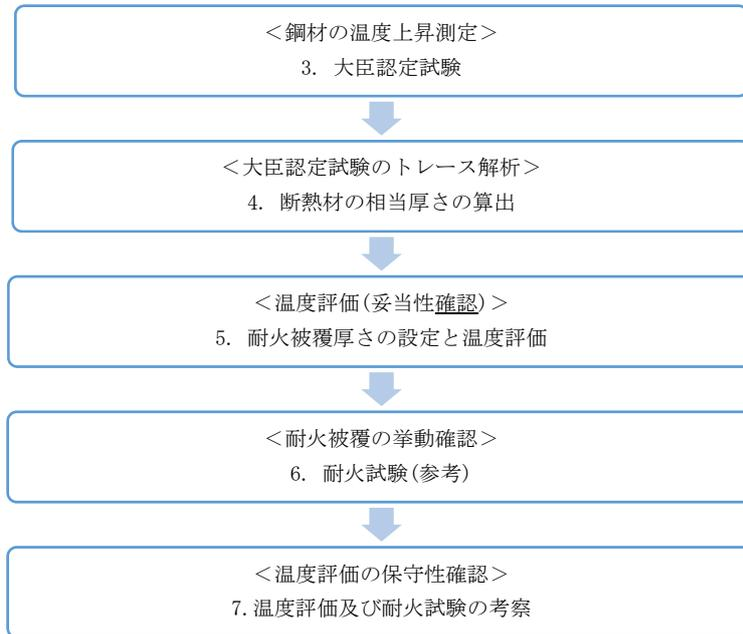 ＜鋼材の温度上昇測定＞
3. 大臣認定試験
＜大臣認定試験のトレース解析＞
4. 断熱材の相当厚さの算出
＜温度評価(妥当性確認)＞
5. 耐火被覆厚さの設定と温度評価
＜耐火被覆の挙動確認＞
6. 耐火試験(参考)
＜温度評価の保守性確認＞
7.温度評価及び耐火試験の考察